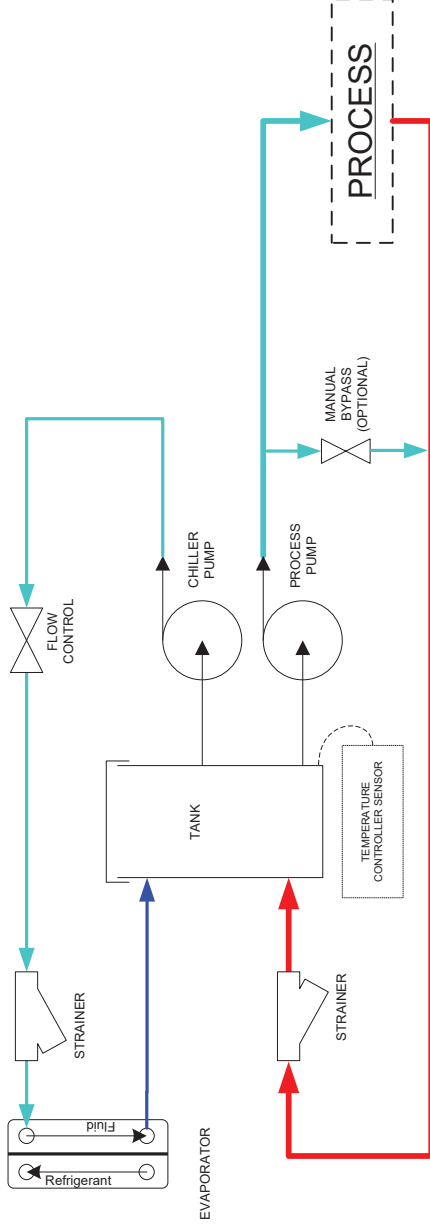 PROCESS
MANUAL
BYPASS
(OPTIONAL)
CHILLER
PUMP
PROCESS
PUMP
FLOW
CONTROL
TANK
TEMPERATURE
CONTROLLER SENSOR
STRAINER
STRAINER
Fluid
Refrigerant
EVAPORATOR